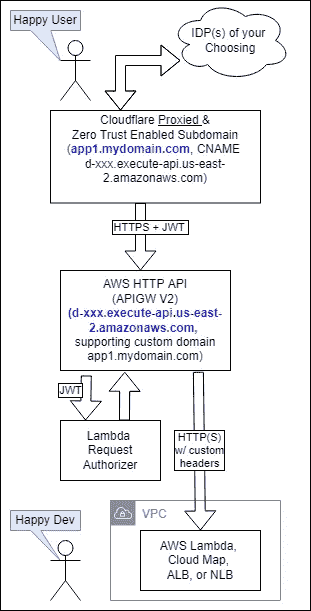 Happy User
IDP(s) of your
Choosing
Cloudflare Proxied &
Zero Trust Enabled Subdomain
(app1.mydomain.com, CNAME
d-xxx.execute-api.us-east-
2.amazonaws.com)
HTTPS + JWT
AWS HTTP API
(APIGW V2)
(d-xxx.execute-api.us-east-
2.amazonaws.com,
supporting custom domain
app1.mydomain.com)
JWT
Lambda
Request
Authorizer
HTTP(S)
w/ custom
headers
Happy Dev
VPC
AWS Lambda,
Cloud Map,
ALB, or NLB